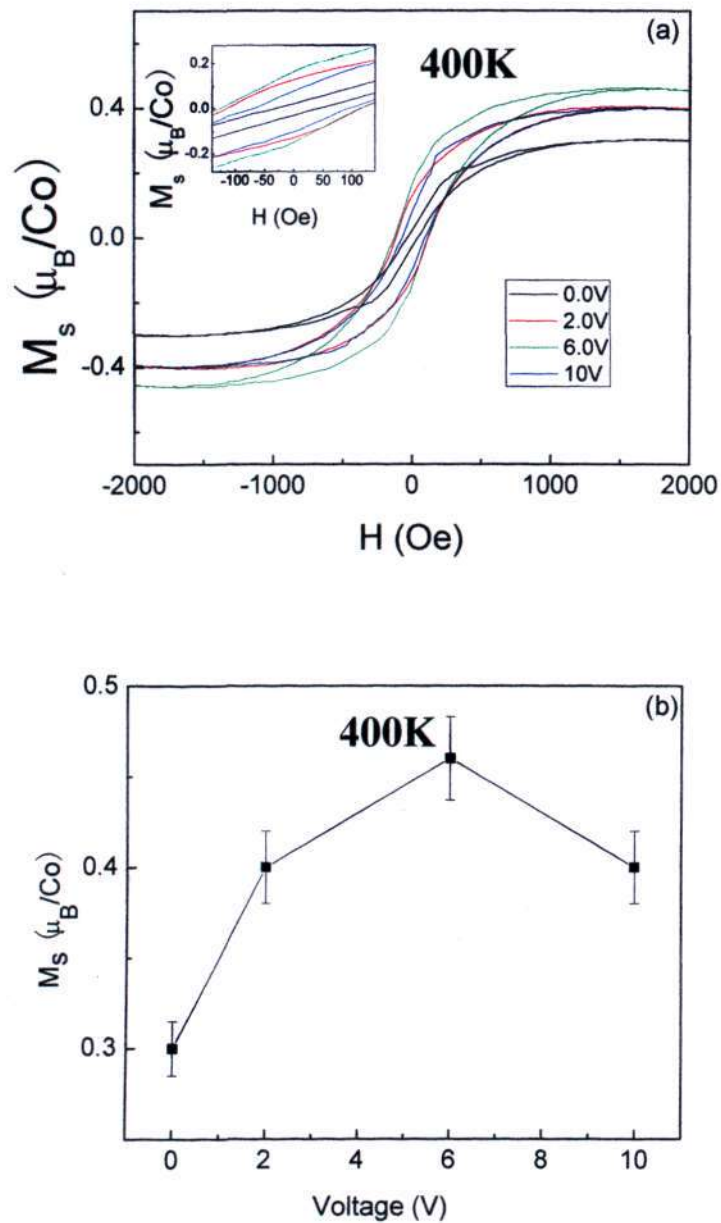 (a)
400K
M_s (μ_B/Co)
0.4
0.0
-0.4
-2000 -1000 0 1000 2000
H (Oe)
M_s (μ_B/Co)
0.2
0.0
-0.2
-100 -50 0 50 100
H (Oe)
0.0V
2.0V
6.0V
10V
(b)
400K
M_s (μ_B/Co)
0.5
0.4
0.3
0 2 4 6 8 10
Voltage (V)